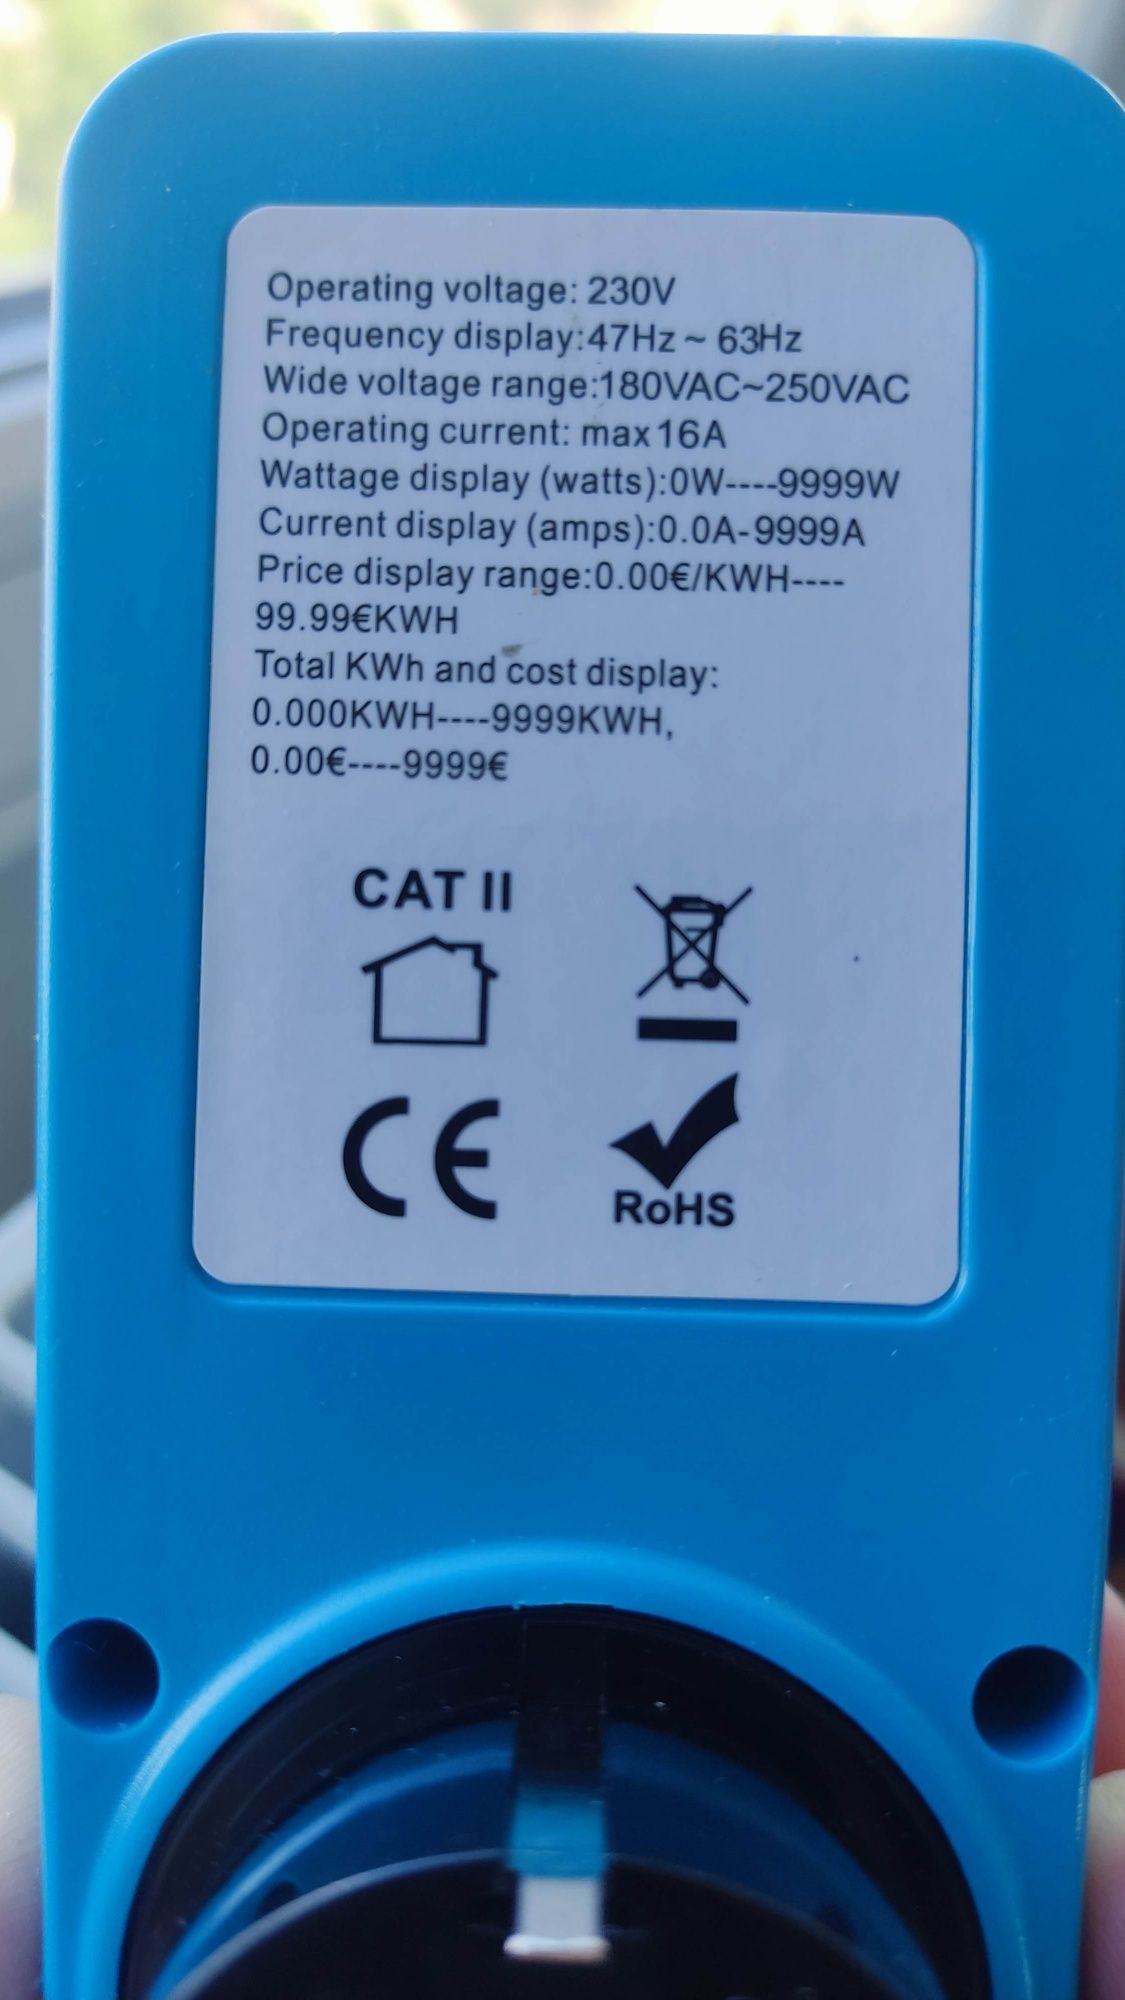 Operating voltage: 230V
Frequency display:47Hz ~ 63Hz
Wide voltage range:180VAC~250VAC
Operating current: max16A
Wattage display (watts):0W----9999W
Current display (amps):0.0A-9999A
Price display range:0.00€/KWH----
99.99€KWH
Total KWh and cost display:
0.000KWH----9999KWH,
0.00€----9999€
CAT II
CE
RoHS